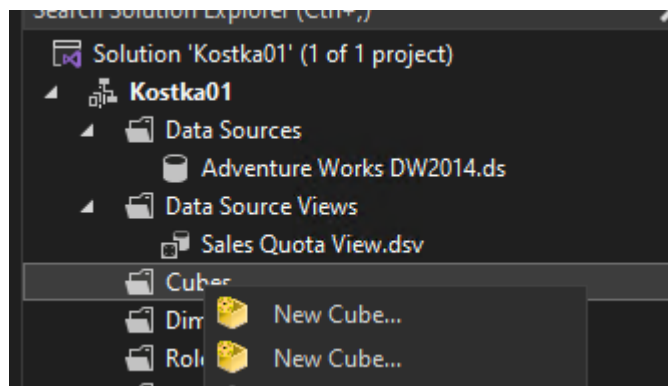 Search Solution Explorer (Ctrl+;)
Solution 'Kostka01' (1 of 1 project)
Kostka01
Data Sources
Adventure Works DW2014.ds
Data Source Views
Sales Quota View.dsv
Cubes
New Cube...
New Cube...